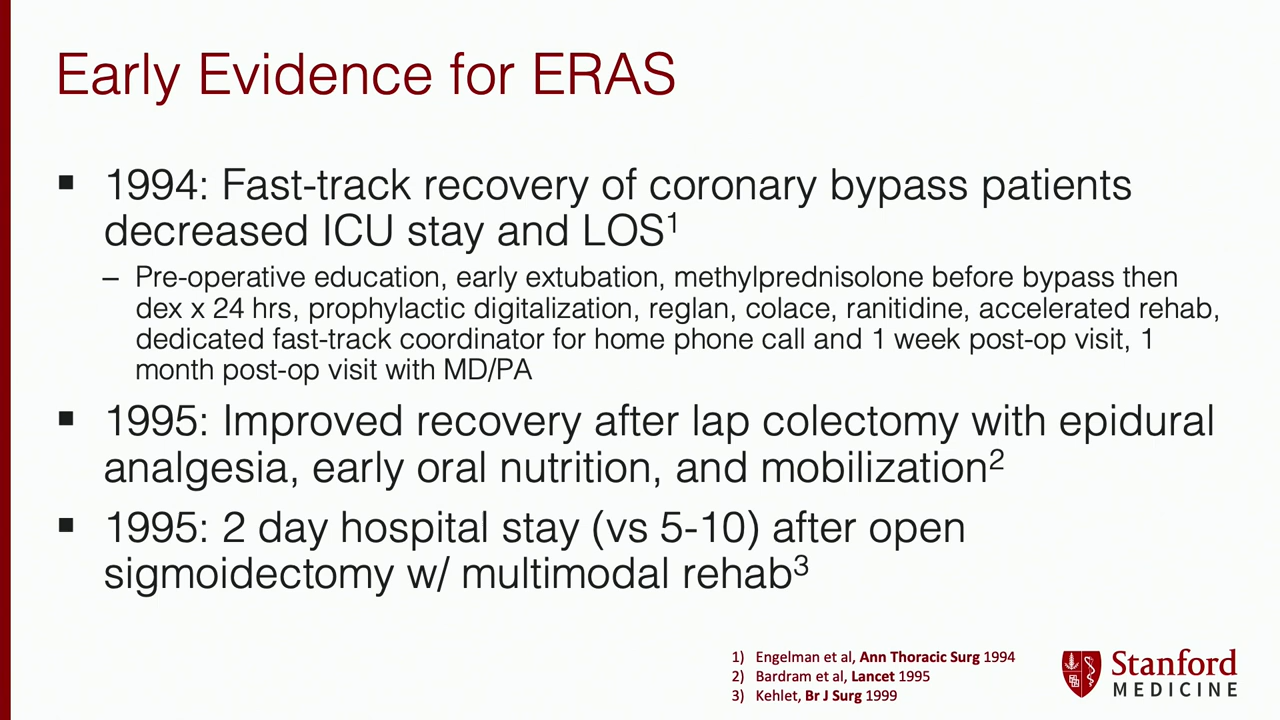 Early Evidence for ERAS
▪ 1994: Fast-track recovery of coronary bypass patients
decreased ICU stay and LOS¹
– Pre-operative education, early extubation, methylprednisolone before bypass then
dex x 24 hrs, prophylactic digitalization, reglan, colace, ranitidine, accelerated rehab,
dedicated fast-track coordinator for home phone call and 1 week post-op visit, 1
month post-op visit with MD/PA
▪ 1995: Improved recovery after lap colectomy with epidural
analgesia, early oral nutrition, and mobilization²
▪ 1995: 2 day hospital stay (vs 5-10) after open
sigmoidectomy w/ multimodal rehab³
1) Engelman et al, Ann Thoracic Surg 1994
2) Bardram et al, Lancet 1995
3) Kehlet, Br J Surg 1999
Stanford
MEDICINE